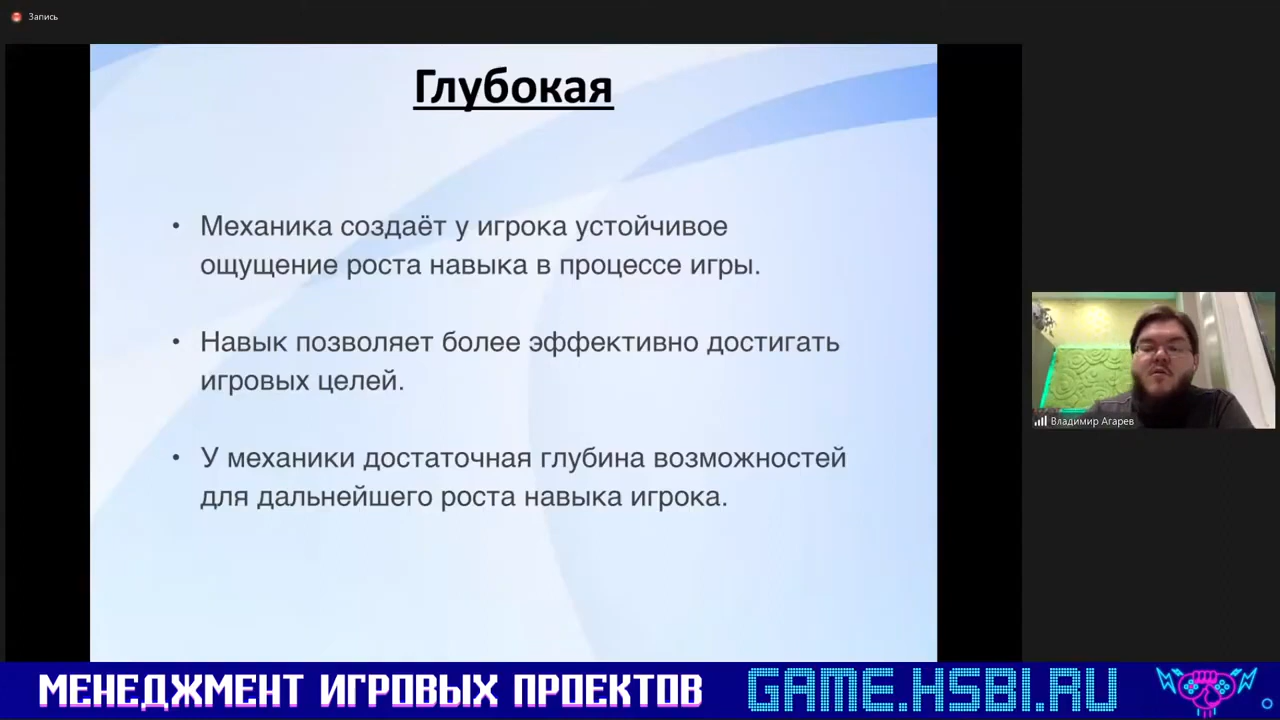 Запись
Глубокая
• Механика создаёт у игрока устойчивое
ощущение роста навыка в процессе игры.
• Навык позволяет более эффективно достигать
игровых целей.
• У механики достаточная глубина возможностей
для дальнейшего роста навыка игрока.
Владимир Агарев
МЕНЕДЖМЕНТ ИГРОВЫХ ПРОЕКТОВ
GAME.HSBI.RU